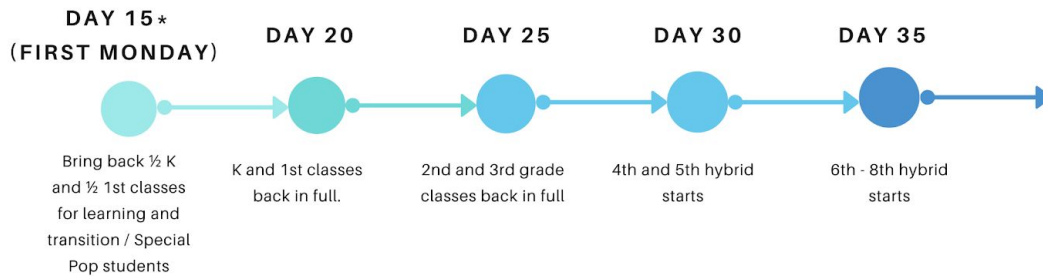 DAY 15*
(FIRST MONDAY)
Bring back ½ K
and ½ 1st classes
for learning and
transition / Special
Pop students
DAY 20
K and 1st classes
back in full.
DAY 25
2nd and 3rd grade
classes back in full
DAY 30
4th and 5th hybrid
starts
DAY 35
6th - 8th hybrid
starts